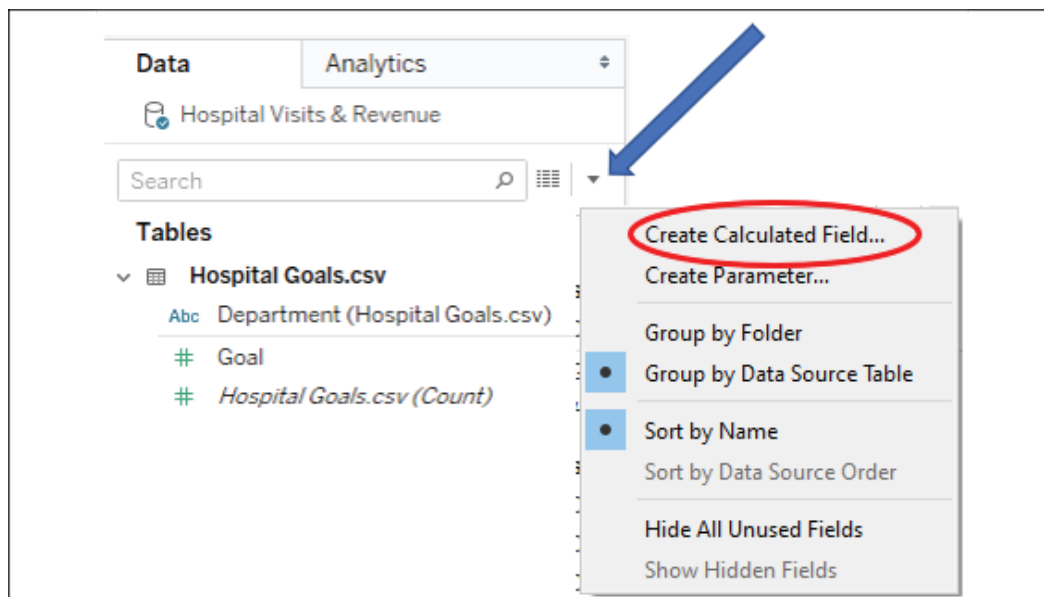 Data
Analytics
Hospital Visits & Revenue
Search
Tables
Hospital Goals.csv
Abc Department (Hospital Goals.csv)
# Goal
# Hospital Goals.csv (Count)
Create Calculated Field...
Create Parameter...
Group by Folder
Group by Data Source Table
Sort by Name
Sort by Data Source Order
Hide All Unused Fields
Show Hidden Fields